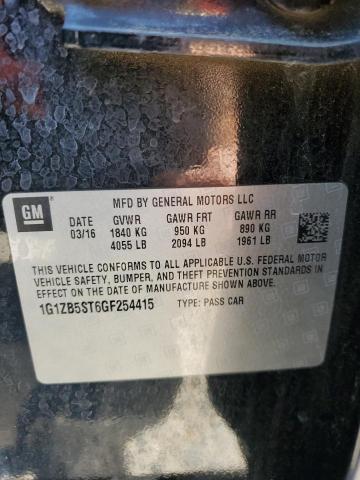 MFD BY GENERAL MOTORS LLC
GM
DATE GVWR GAWR FRT GAWR RR
03/16 1840 KG 950 KG 890 KG
4055 LB 2094 LB 1961 LB
THIS VEHICLE CONFORMS TO ALL APPLICABLE U.S. FEDERAL MOTOR
VEHICLE SAFETY, BUMPER, AND THEFT PREVENTION STANDARDS
IN EFFECT ON THE DATE OF MANUFACTURE SHOWN ABOVE.
1G1ZB5ST6GF254415 TYPE: PASS CAR